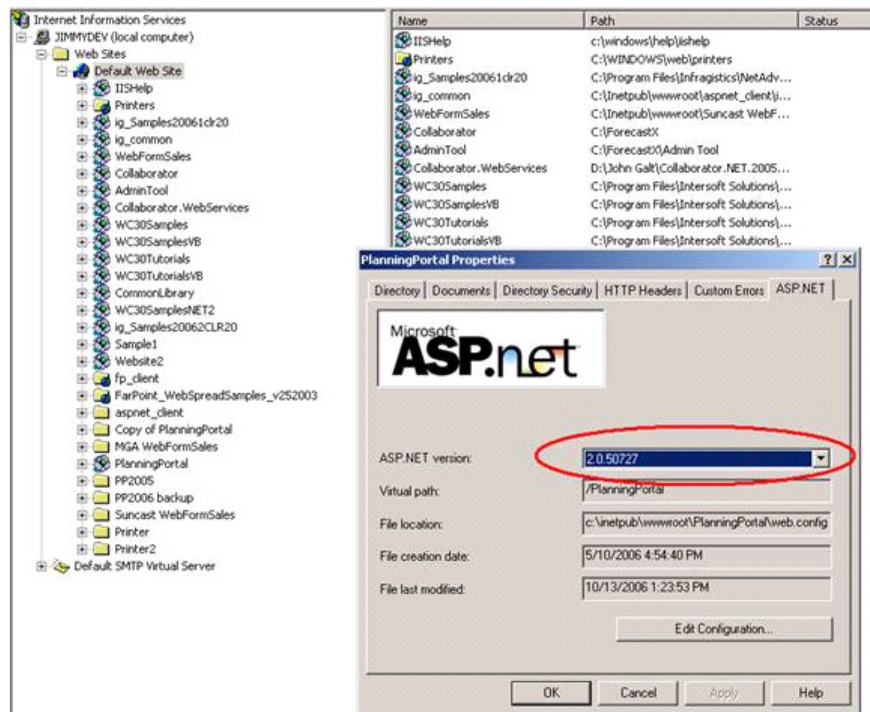 Internet Information Services
JIMMYDEV (local computer)
Web Sites
Default Web Site
IISHelp
Printers
ig_Samples20061clr20
ig_common
WebFormSales
Collaborator
AdminTool
Collaborator.WebServices
WC30Samples
WC30SamplesVB
WC30Tutorials
WC30TutorialsVB
CommonLibrary
WC30SamplesNET2
ig_Samples20062CLR20
Sample1
Website2
fp_client
FarPoint_WebSpreadSamples_v252003
aspnet_client
Copy of PlanningPortal
MGA WebFormSales
PlanningPortal
PP2005
PP2006 backup
Suncast WebFormSales
Printer
Printer2
Default SMTP Virtual Server
Name Path Status
IISHelp c:\windows\help\iishelp
Printers C:\WINDOWS\web\printers
ig_Samples20061clr20 C:\Program Files\Infragistics\NetAdv...
ig_common C:\Inetpub\wwwroot\aspnet_client\i...
WebFormSales C:\Inetpub\wwwroot\Suncast WebF...
Collaborator C:\ForecastX
AdminTool C:\ForecastX\Admin Tool
Collaborator.WebServices D:\John Galt\Collaborator.NET.2005...
WC30Samples C:\Program Files\Intersoft Solutions\...
WC30SamplesVB C:\Program Files\Intersoft Solutions\...
WC30Tutorials C:\Program Files\Intersoft Solutions\...
WC30TutorialsVB C:\Program Files\Intersoft Solutions\...
PlanningPortal Properties
Directory Documents Directory Security HTTP Headers Custom Errors ASP.NET
Microsoft
ASP.net
ASP.NET version: 2.0.50727
Virtual path: /PlanningPortal
File location: c:\inetpub\wwwroot\PlanningPortal\web.config
File creation date: 5/10/2006 4:54:40 PM
File last modified: 10/13/2006 1:23:53 PM
Edit Configuration...
OK Cancel Apply Help